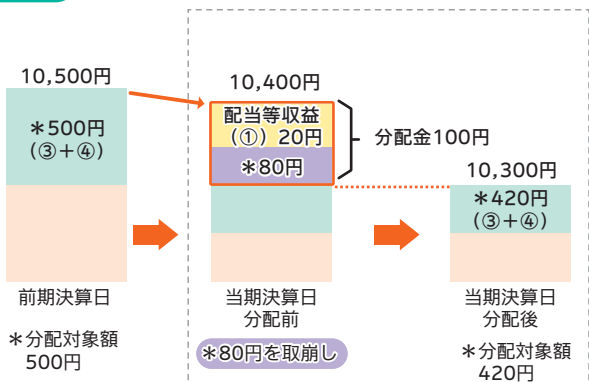 10,500円
＊500円
（③＋④）
前期決算日
＊分配対象額
500円
10,400円
配当等収益
（①）20円
＊80円
分配金100円
当期決算日
分配前
＊80円を取崩し
10,300円
＊420円
（③＋④）
当期決算日
分配後
＊分配対象額
420円